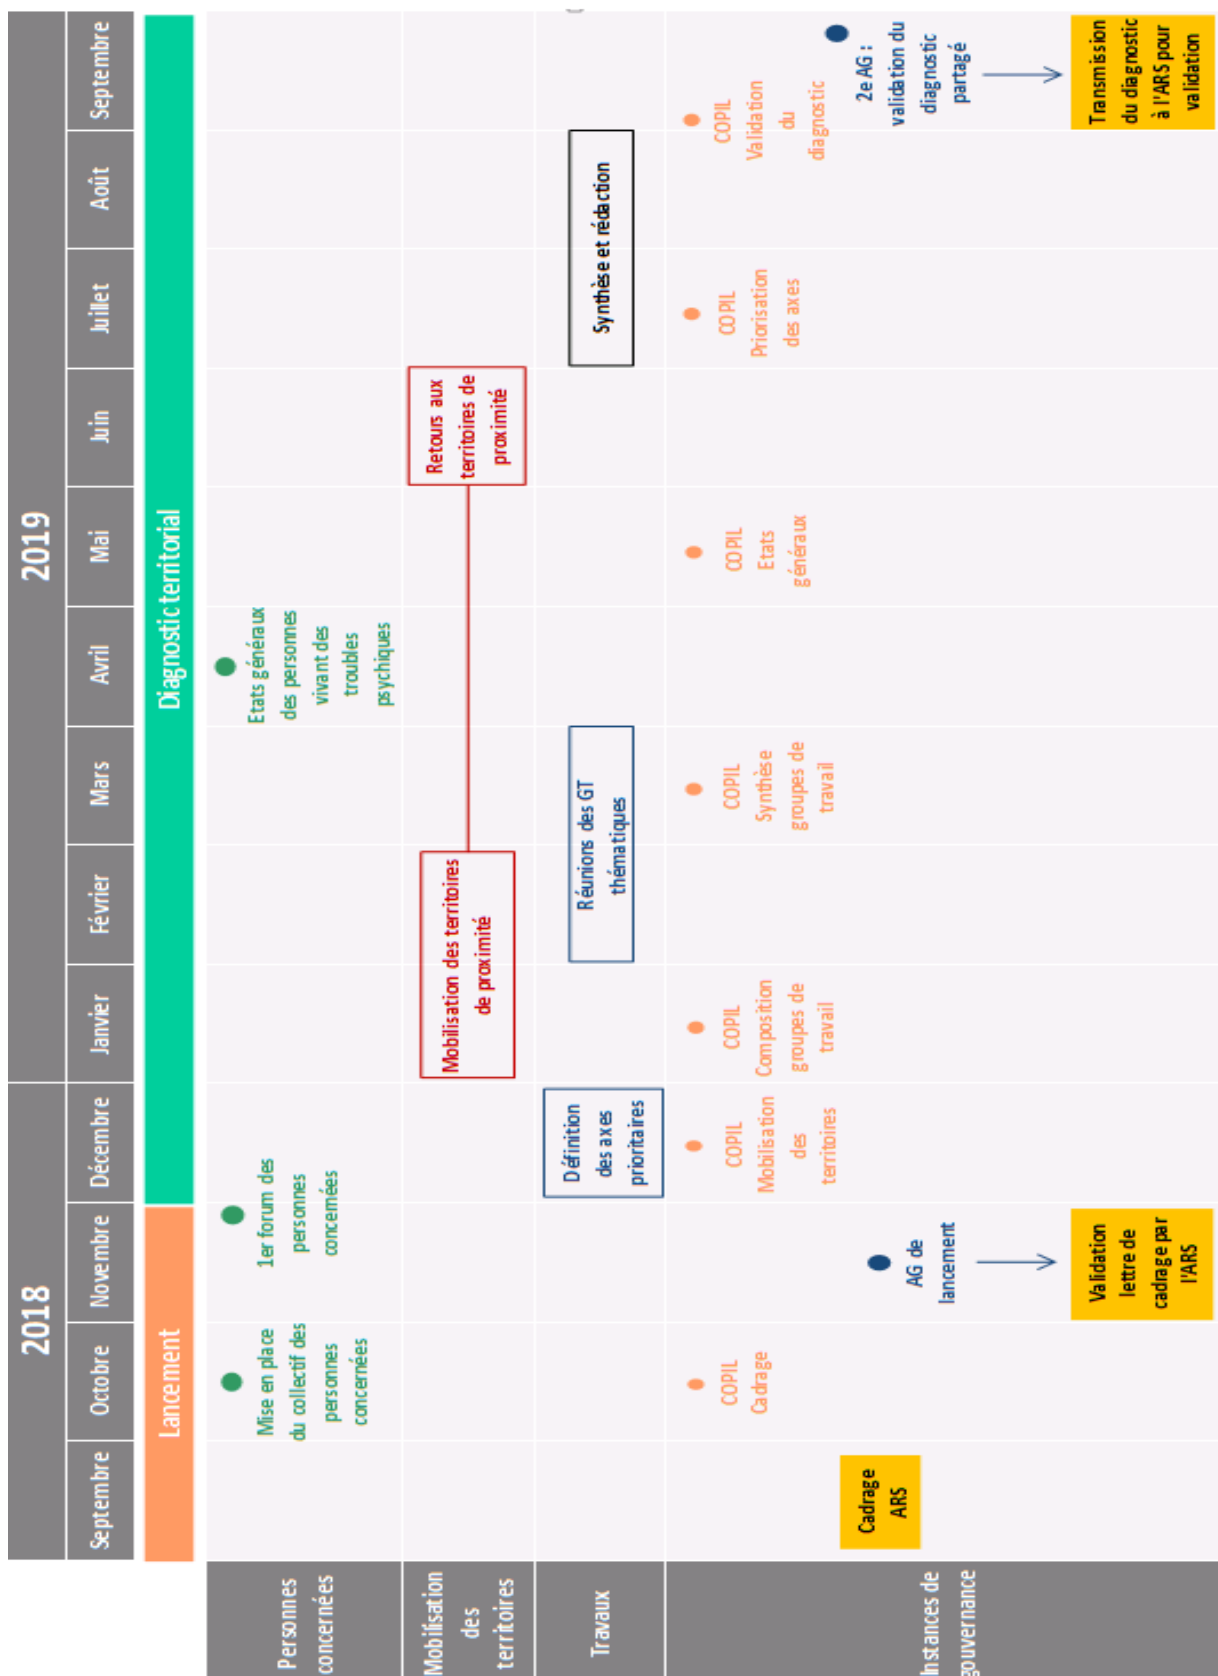 2018
2019
Septembre
Octobre
Novembre
Décembre
Janvier
Février
Mars
Avril
Mai
Juin
Juillet
Août
Septembre
Lancement
Diagnostic territorial
Personnes
concernées
Mise en place
du collectif des
personnes
concernées
1er forum des
personnes
concernées
Etats généraux
des personnes
vivant des
troubles
psychiques
Mobilisation
des
territoires
Mobilisation des territoires
de proximité
Retours aux
territoires de
proximité
Travaux
Définition
des axes
prioritaires
Réunions des GT
thématiques
Synthèse et rédaction
Instances de
gouvernance
COPIL
Cadrage
COPIL
Mobilisation
des
territoires
COPIL
Composition
groupes de
travail
COPIL
Synthèse
groupes de
travail
COPIL
Etats
généraux
COPIL
Priorisation
des axes
COPIL
Validation
du
diagnostic
Cadrage
ARS
AG de
lancement
2e AG :
validation du
diagnostic
partagé
Validation
lettre de
cadrage par
l'ARS
Transmission
du diagnostic
à l'ARS pour
validation